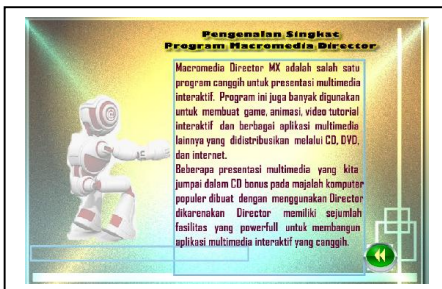 Pengenalan Singkat
Program Macromedia Director
Macromedia Director MX adalah salah satu
program canggih untuk presentasi multimedia
interaktif. Program ini juga banyak digunakan
untuk membuat game, animasi, video tutorial
interaktif dan berbagai aplikasi multimedia
lainnya yang didistribusikan melalui CD, DVD,
dan internet.
Beberapa presentasi multimedia yang kita
jumpai dalam CD bonus pada majalah komputer
populer dibuat dengan menggunakan Director
dikarenakan Director memiliki sejumlah
fasilitas yang powerfull untuk membangun
aplikasi multimedia interaktif yang canggih.